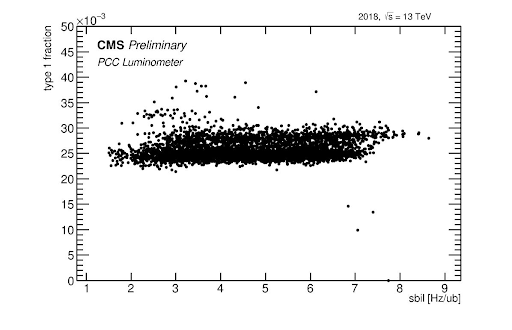 2018, √s = 13 TeV
×10⁻³
type 1 fraction
CMS Preliminary
PCC Luminometer
50
45
40
35
30
25
20
15
10
5
0
1 2 3 4 5 6 7 8 9
sbil [Hz/ub]